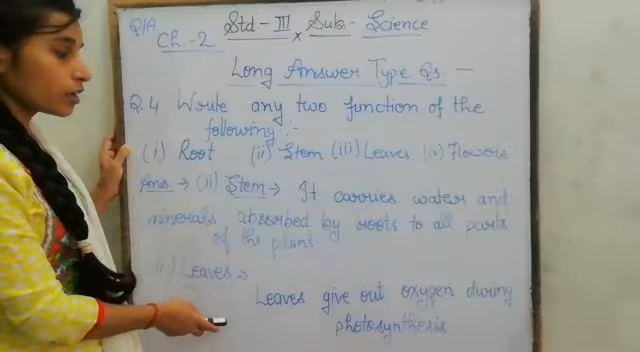 Q/A
Ch.-2 Std-III x Sub.- Science
Long Answer Type Qs. -
Q.4 Write any two function of the
following :-
(i) Root (ii) Stem (iii) Leaves (iv) Flowers
Ans → (ii) Stem → It carries water and
minerals absorbed by roots to all parts
of the plant.
iii) Leaves →
Leaves give out oxygen during
photosynthesis